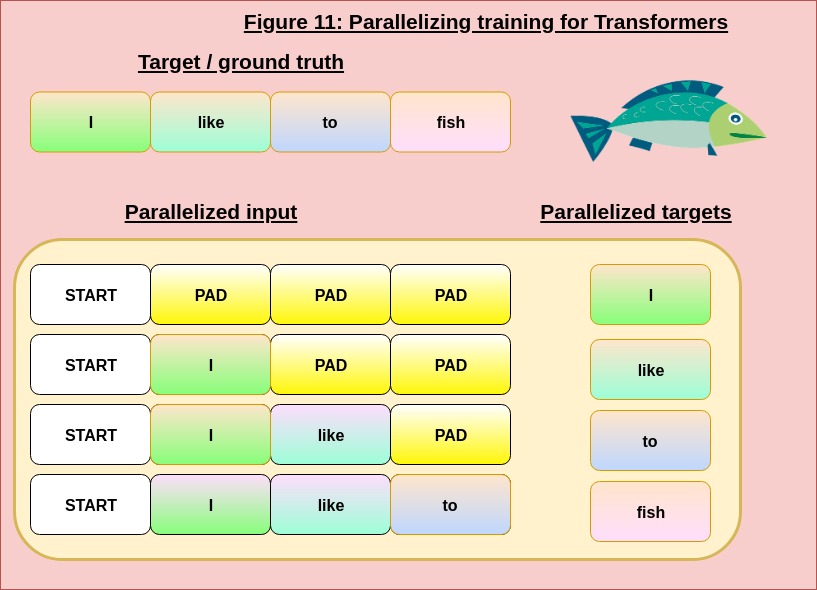 Figure 11: Parallelizing training for Transformers
Target / ground truth
I like to fish
Parallelized input Parallelized targets
START PAD PAD PAD I
START I PAD PAD like
START I like PAD to
START I like to fish